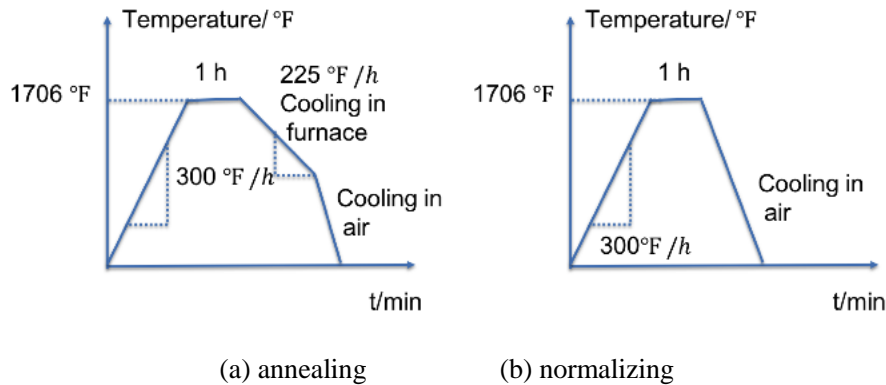 Temperature/ °F
1 h
225 °F/h
Cooling in
furnace
1706 °F
300 °F/h
Cooling in
air
t/min
(a) annealing
Temperature/ °F
1 h
1706 °F
Cooling in
air
300°F/h
t/min
(b) normalizing